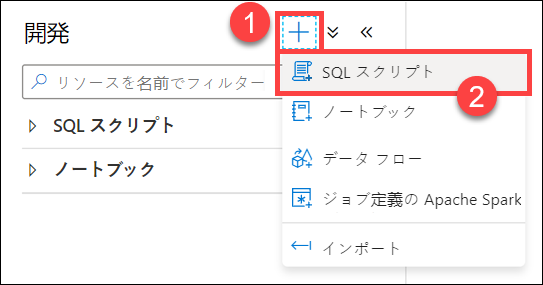 開発
1
SQL スクリプト
2
リソースを名前でフィルター
ノートブック
SQL スクリプト
データ フロー
ノートブック
ジョブ定義の Apache Spark
インポート